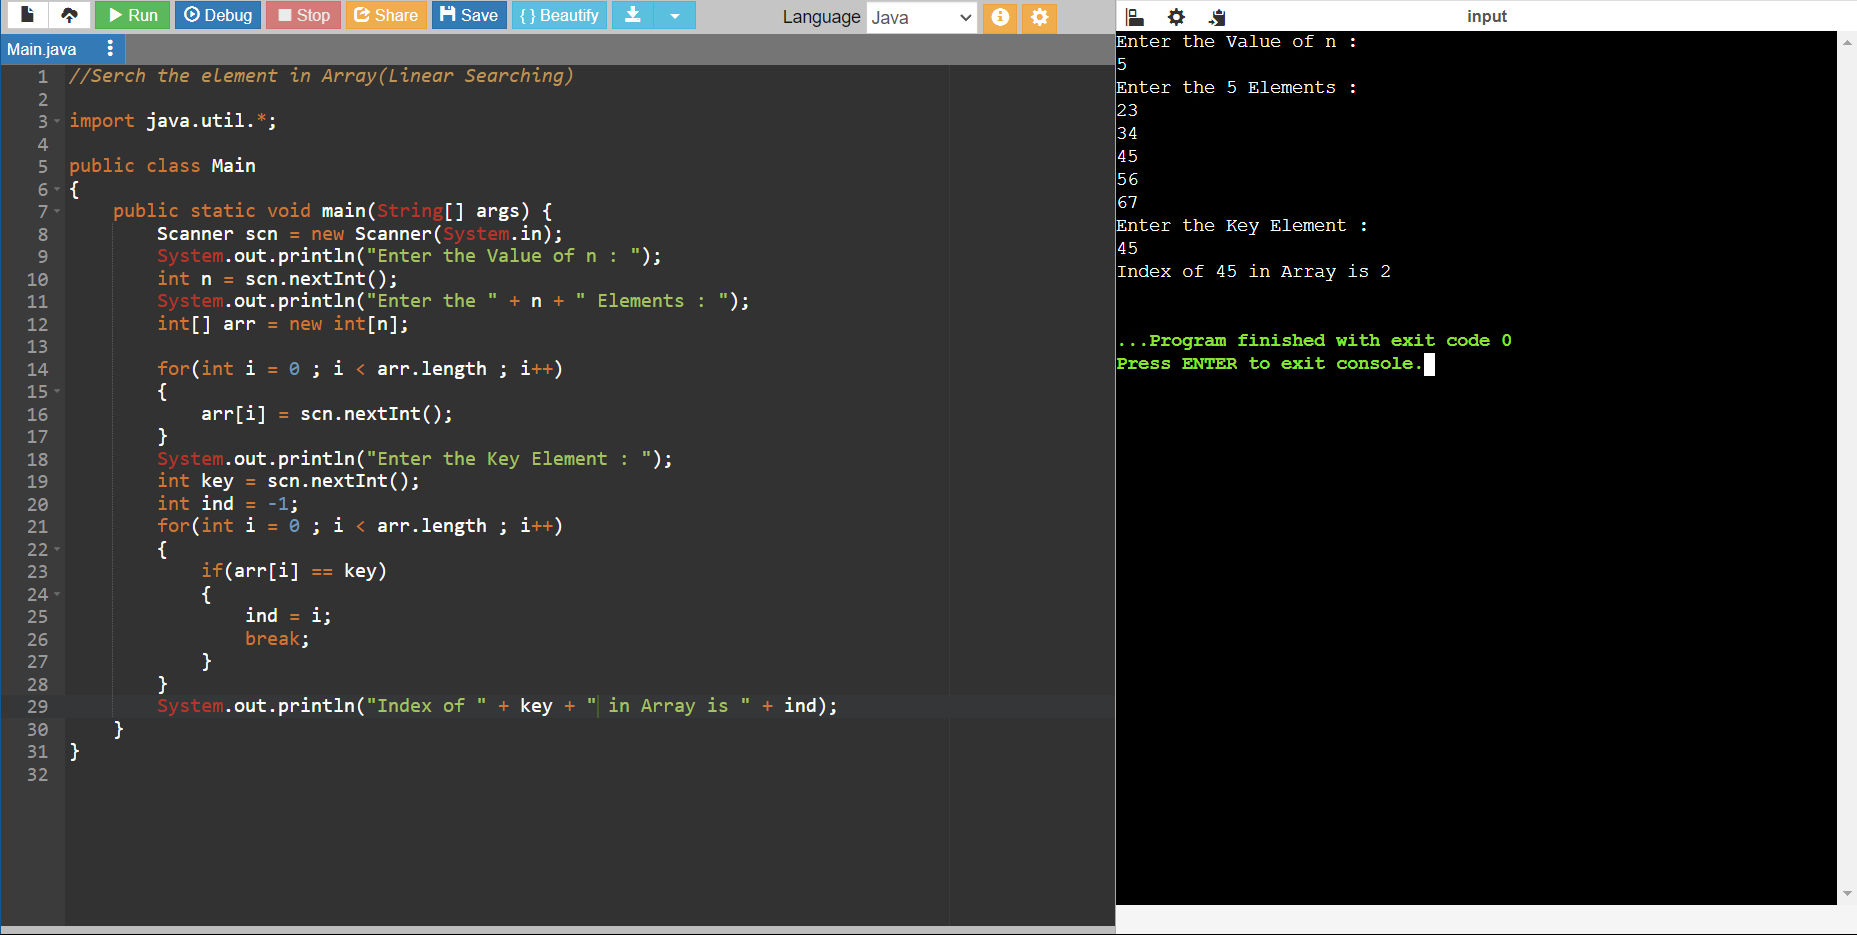 Run Debug Stop Share Save { } Beautify Language Java
Main.java
1 //Serch the element in Array(Linear Searching)
2
3 import java.util.*;
4
5 public class Main
6 {
7     public static void main(String[] args) {
8         Scanner scn = new Scanner(System.in);
9         System.out.println("Enter the Value of n : ");
10         int n = scn.nextInt();
11         System.out.println("Enter the " + n + " Elements : ");
12         int[] arr = new int[n];
13
14         for(int i = 0 ; i < arr.length ; i++)
15         {
16             arr[i] = scn.nextInt();
17         }
18         System.out.println("Enter the Key Element : ");
19         int key = scn.nextInt();
20         int ind = -1;
21         for(int i = 0 ; i < arr.length ; i++)
22         {
23             if(arr[i] == key)
24             {
25                 ind = i;
26                 break;
27             }
28         }
29         System.out.println("Index of " + key + " in Array is " + ind);
30     }
31 }
32
input
Enter the Value of n :
5
Enter the 5 Elements :
23
34
45
56
67
Enter the Key Element :
45
Index of 45 in Array is 2
...Program finished with exit code 0
Press ENTER to exit console.